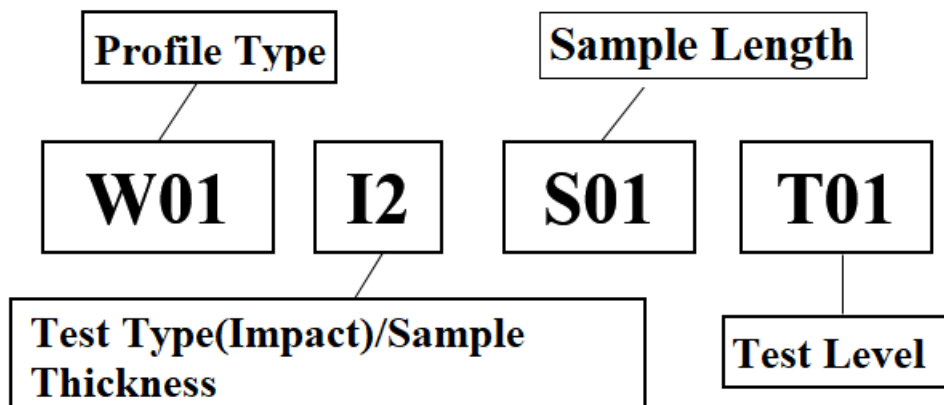 Profile Type
Sample Length
W01
I2
S01
T01
Test Type(Impact)/Sample
Thickness
Test Level